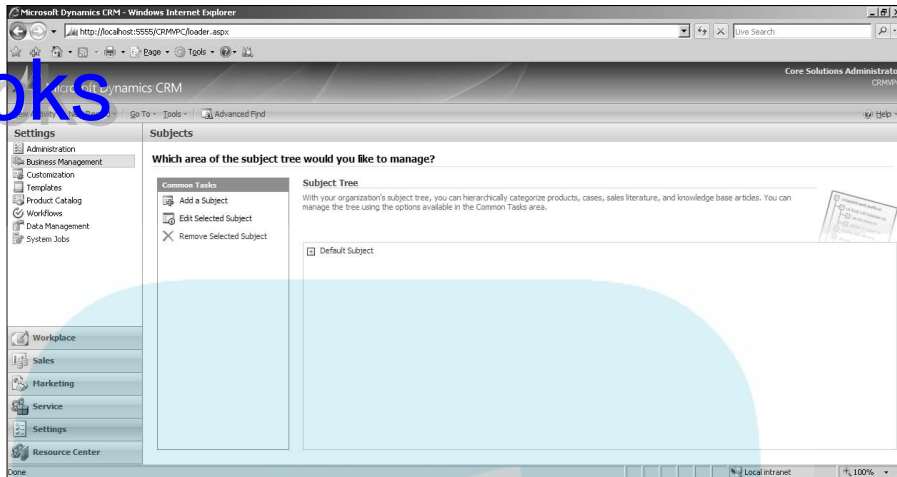 Microsoft Dynamics CRM - Windows Internet Explorer
http://localhost:5555/CRMVPC/loader.aspx
Live Search
Page
Tools
oks
Microsoft Dynamics CRM
Core Solutions Administrato
CRMVP
New Activity
Go To Tools Advanced Find
Help
Settings
Subjects
Administration
Business Management
Customization
Templates
Product Catalog
Workflows
Data Management
System Jobs
Which area of the subject tree would you like to manage?
Common Tasks
Add a Subject
Edit Selected Subject
Remove Selected Subject
Subject Tree
With your organization's subject tree, you can hierarchically categorize products, cases, sales literature, and knowledge base articles. You can
manage the tree using the options available in the Common Tasks area.
Default Subject
Workplace
Sales
Marketing
Service
Settings
Resource Center
Done
Local intranet
100%